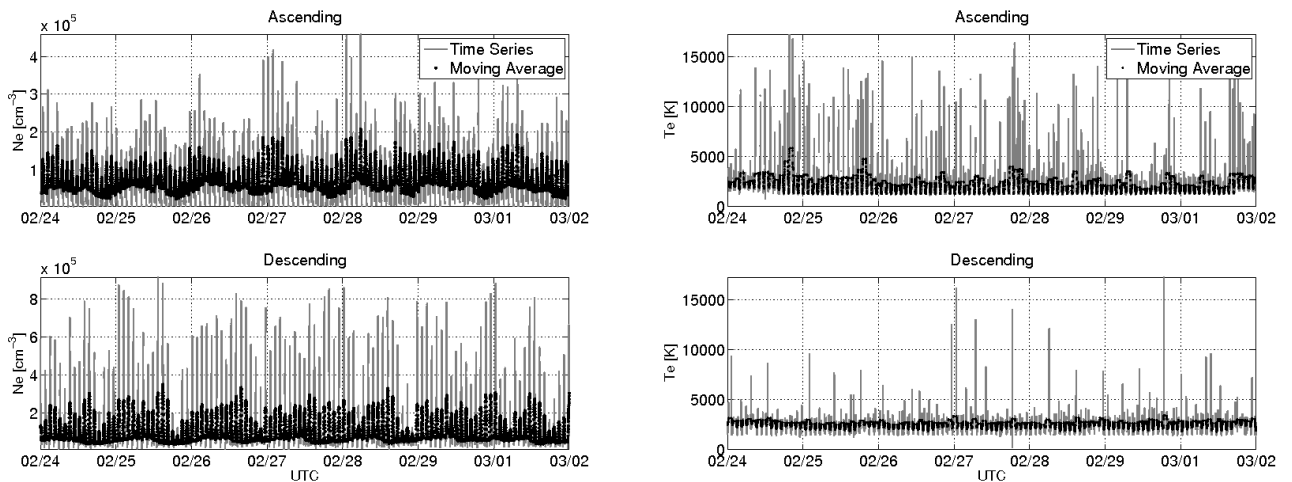 Ascending
x 10^5
Ne [cm^-3]
4
3
2
1
Time Series
Moving Average
02/24 02/25 02/26 02/27 02/28 02/29 03/01 03/02
Ascending
Te [K]
15000
10000
5000
0
Time Series
Moving Average
02/24 02/25 02/26 02/27 02/28 02/29 03/01 03/02
Descending
x 10^5
Ne [cm^-3]
8
6
4
2
02/24 02/25 02/26 02/27 02/28 02/29 03/01 03/02
UTC
Descending
Te [K]
15000
10000
5000
0
02/24 02/25 02/26 02/27 02/28 02/29 03/01 03/02
UTC